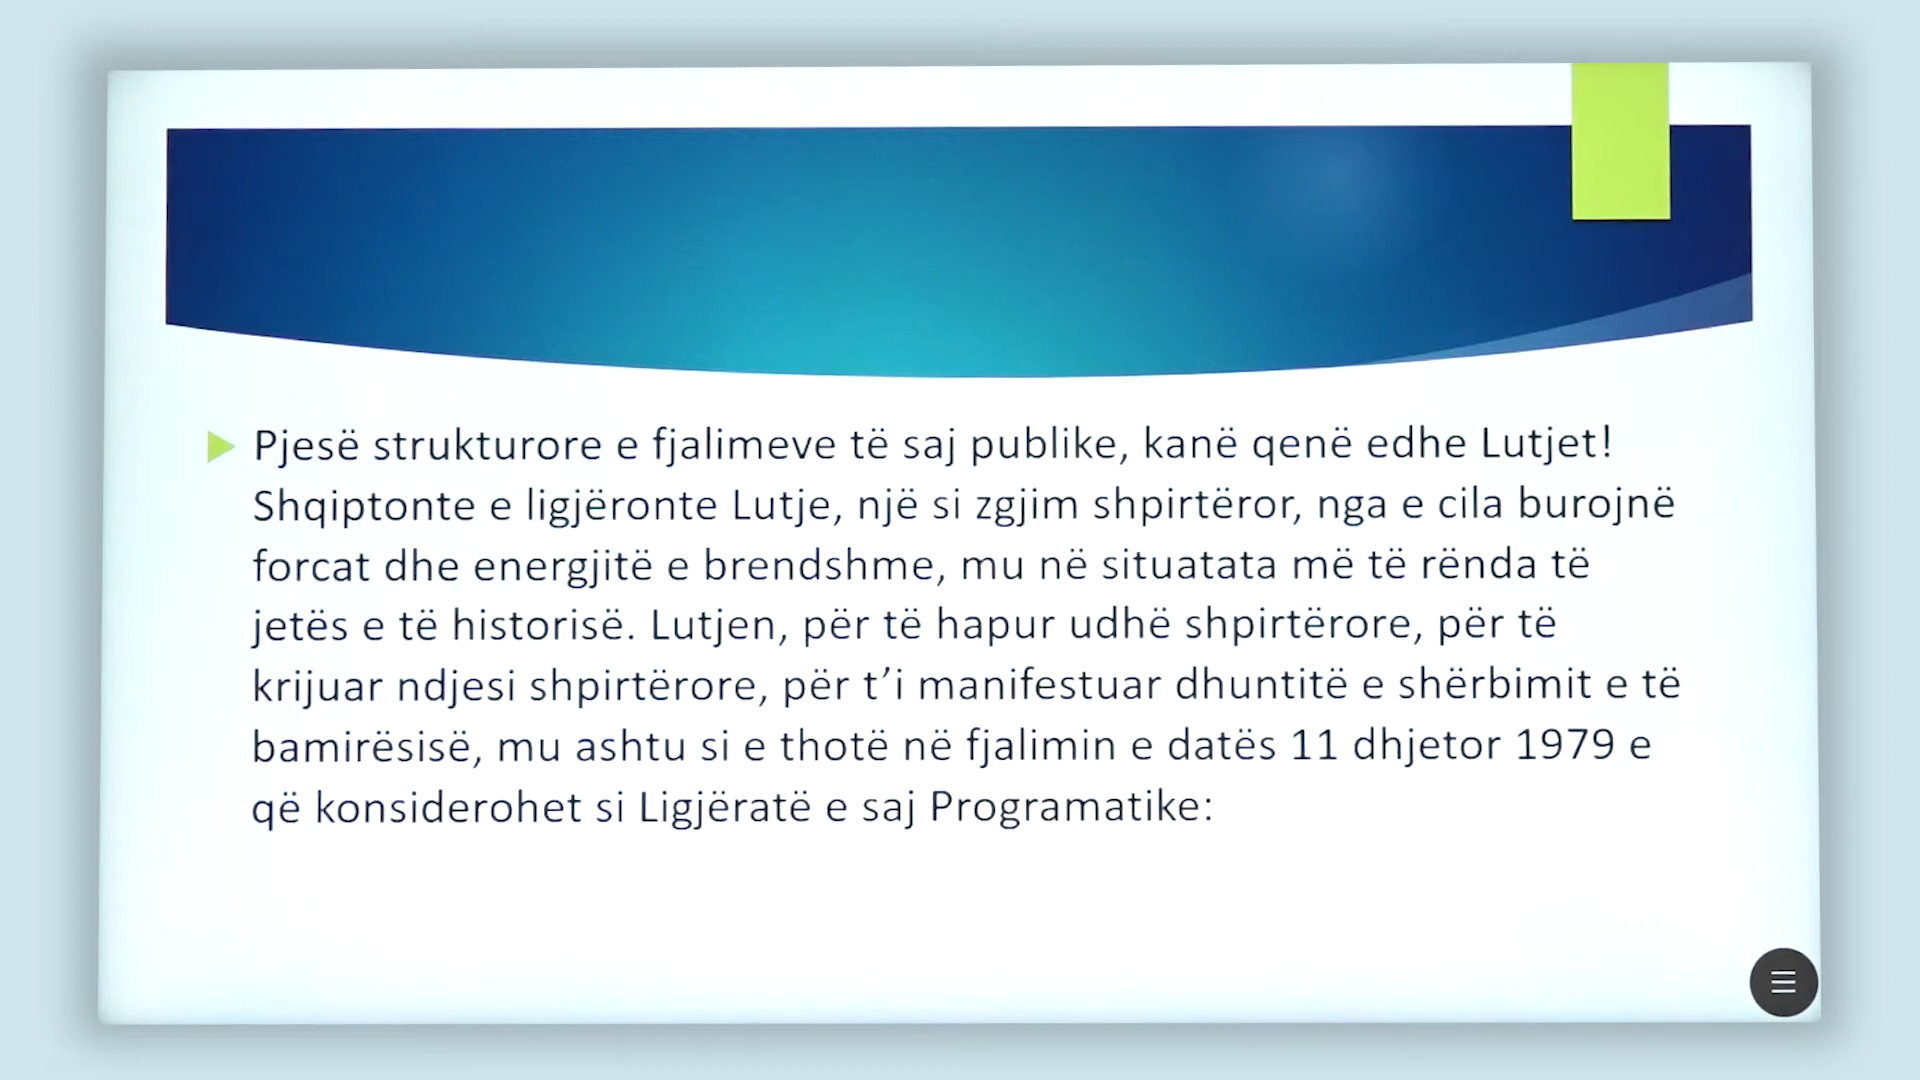 Pjesë strukturore e fjalimeve të saj publike, kanë qenë edhe Lutjet!
Shqiptonte e ligjëronte Lutje, një si zgjim shpirtëror, nga e cila burojnë
forcat dhe energjitë e brendshme, mu në situatata më të rënda të
jetës e të historisë. Lutjen, për të hapur udhë shpirtërore, për të
krijuar ndjesi shpirtërore, për t’i manifestuar dhuntitë e shërbimit e të
bamirësisë, mu ashtu si e thotë në fjalimin e datës 11 dhjetor 1979 e
që konsiderohet si Ligjëratë e saj Programatike: